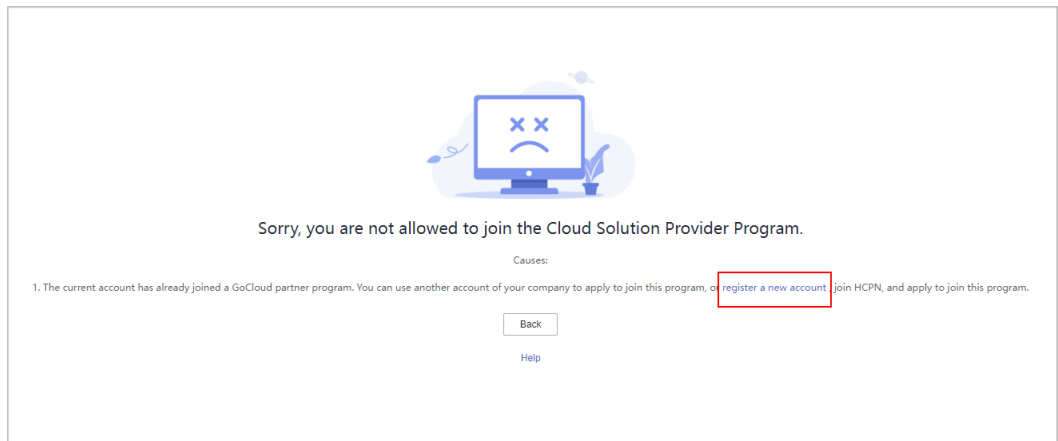 Sorry, you are not allowed to join the Cloud Solution Provider Program.
Causes:
1. The current account has already joined a GoCloud partner program. You can use another account of your company to apply to join this program, or register a new account , join HCPN, and apply to join this program.
Back
Help